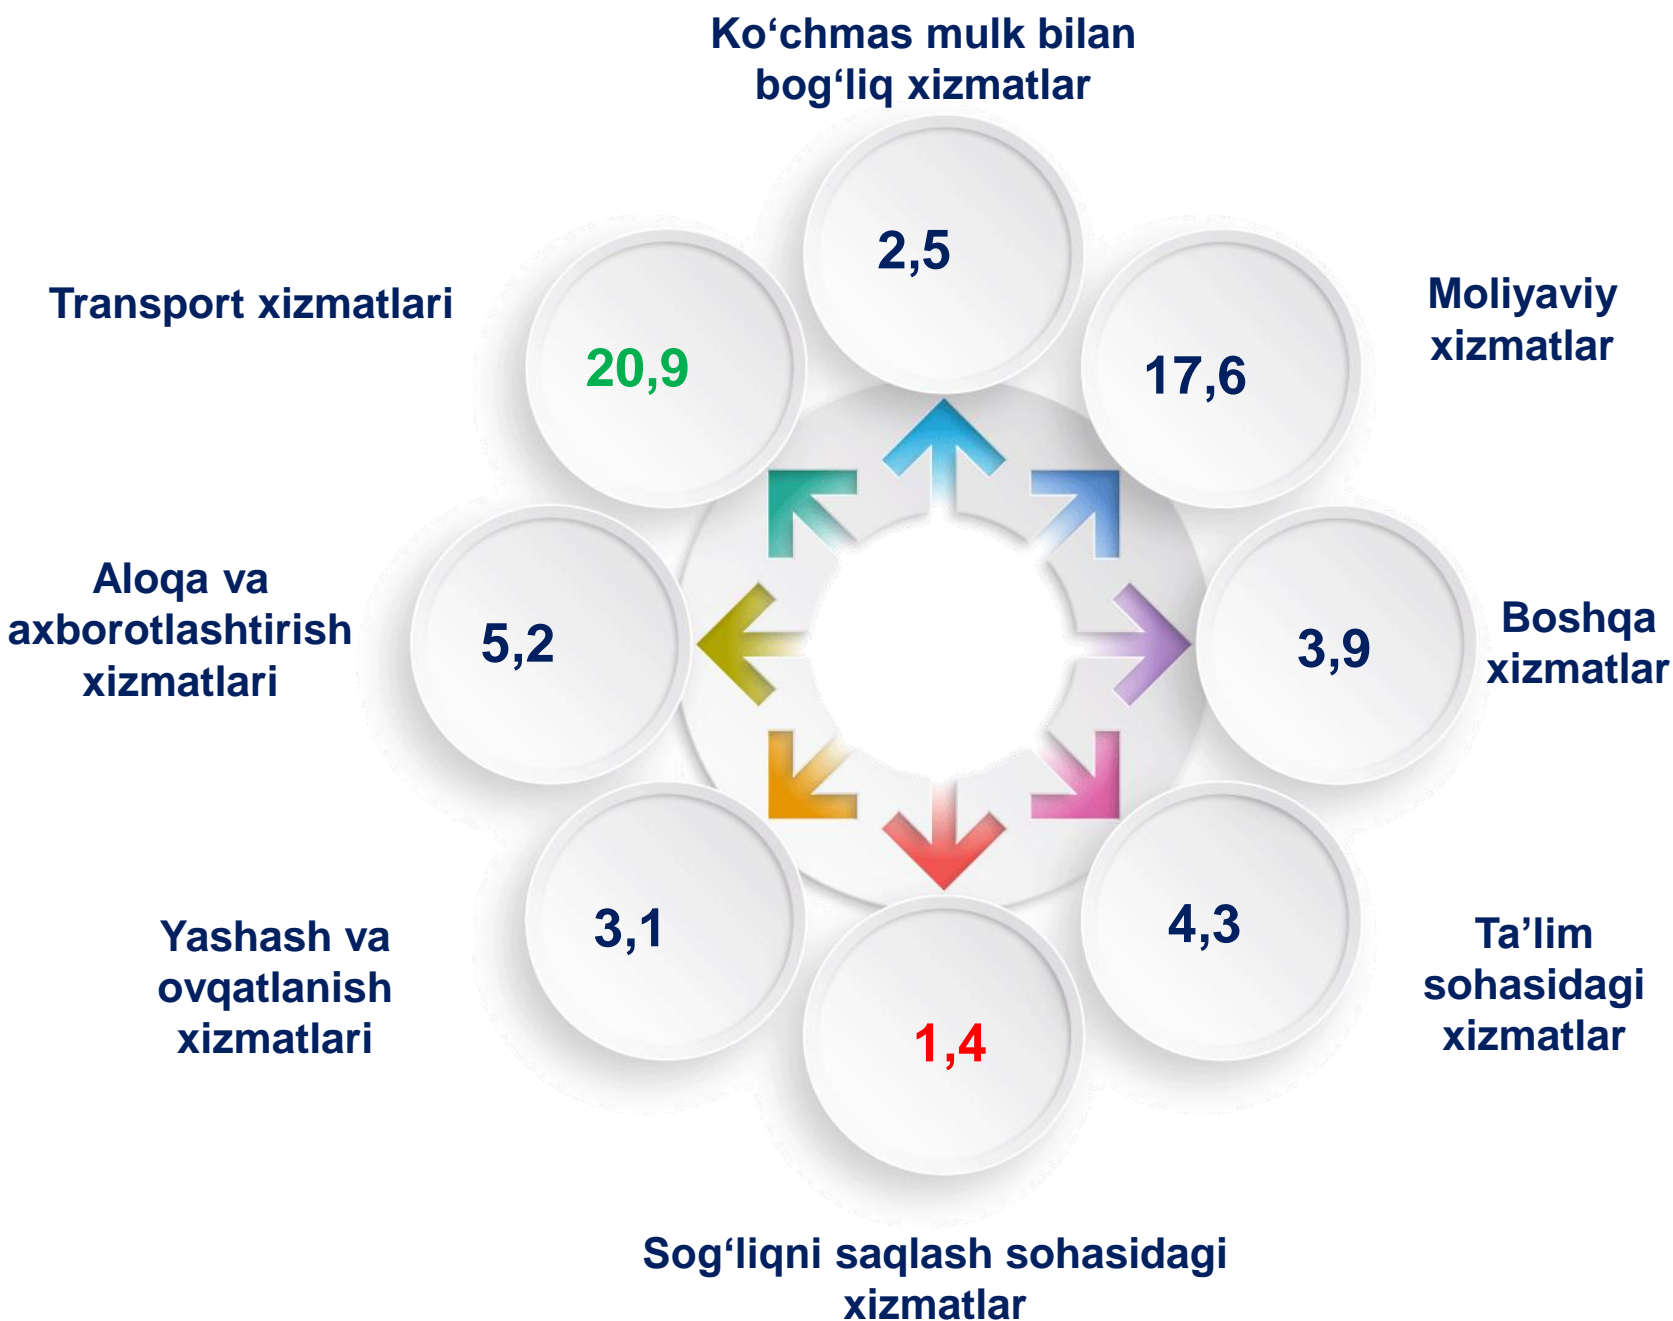 Ko‘chmas mulk bilan
bog‘liq xizmatlar
2,5
Transport xizmatlari
20,9
Moliyaviy
xizmatlar
17,6
Aloqa va
axborotlashtirish
xizmatlari
5,2
Boshqa
xizmatlar
3,9
Yashash va
ovqatlanish
xizmatlari
3,1
Ta’lim
sohasidagi
xizmatlar
4,3
1,4
Sog‘liqni saqlash sohasidagi
xizmatlar